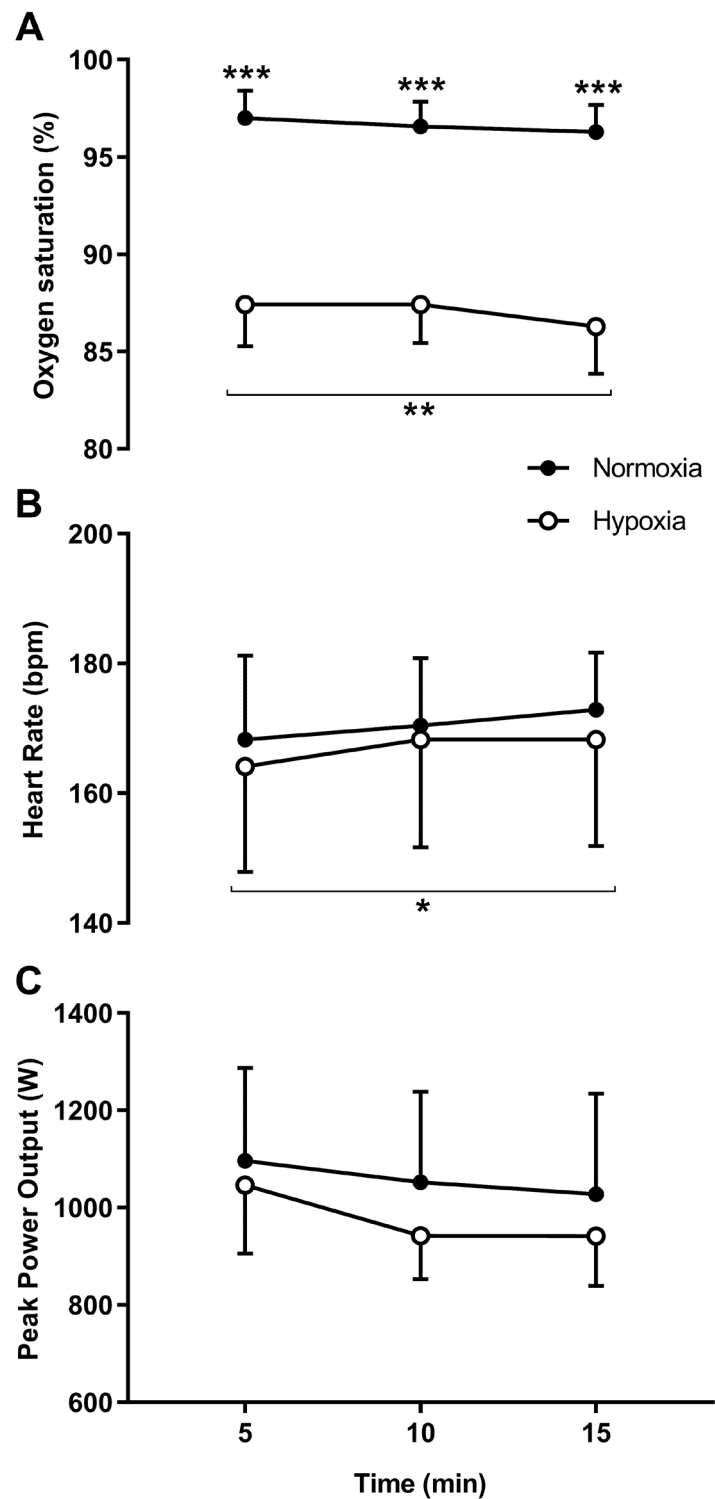 A
100
95
90
85
80
Oxygen saturation (%)
***
***
***
**
Normoxia
Hypoxia
B
200
180
160
140
Heart Rate (bpm)
*
C
1400
1200
1000
800
600
Peak Power Output (W)
5 10 15
Time (min)